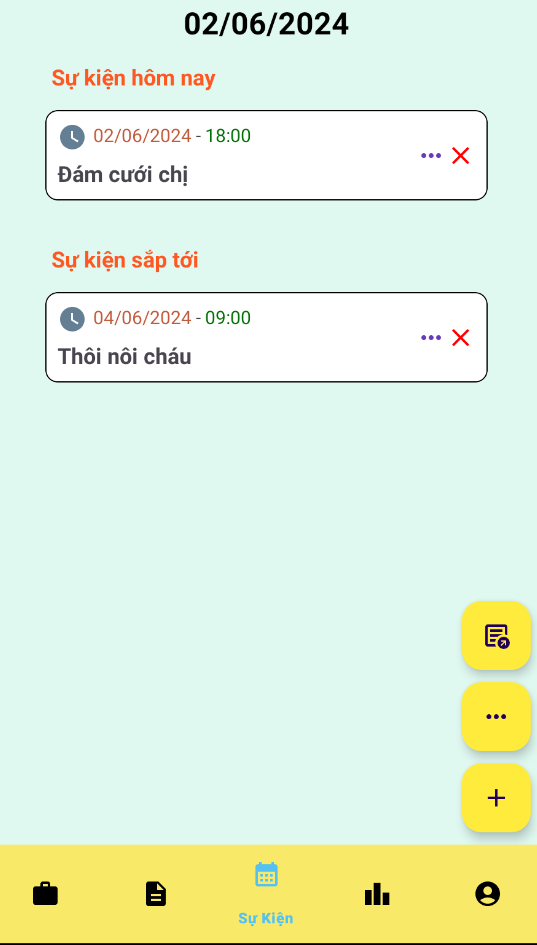 02/06/2024
Sự kiện hôm nay
02/06/2024 - 18:00
Đám cưới chị
Sự kiện sắp tới
04/06/2024 - 09:00
Thôi nôi cháu
Sự Kiện